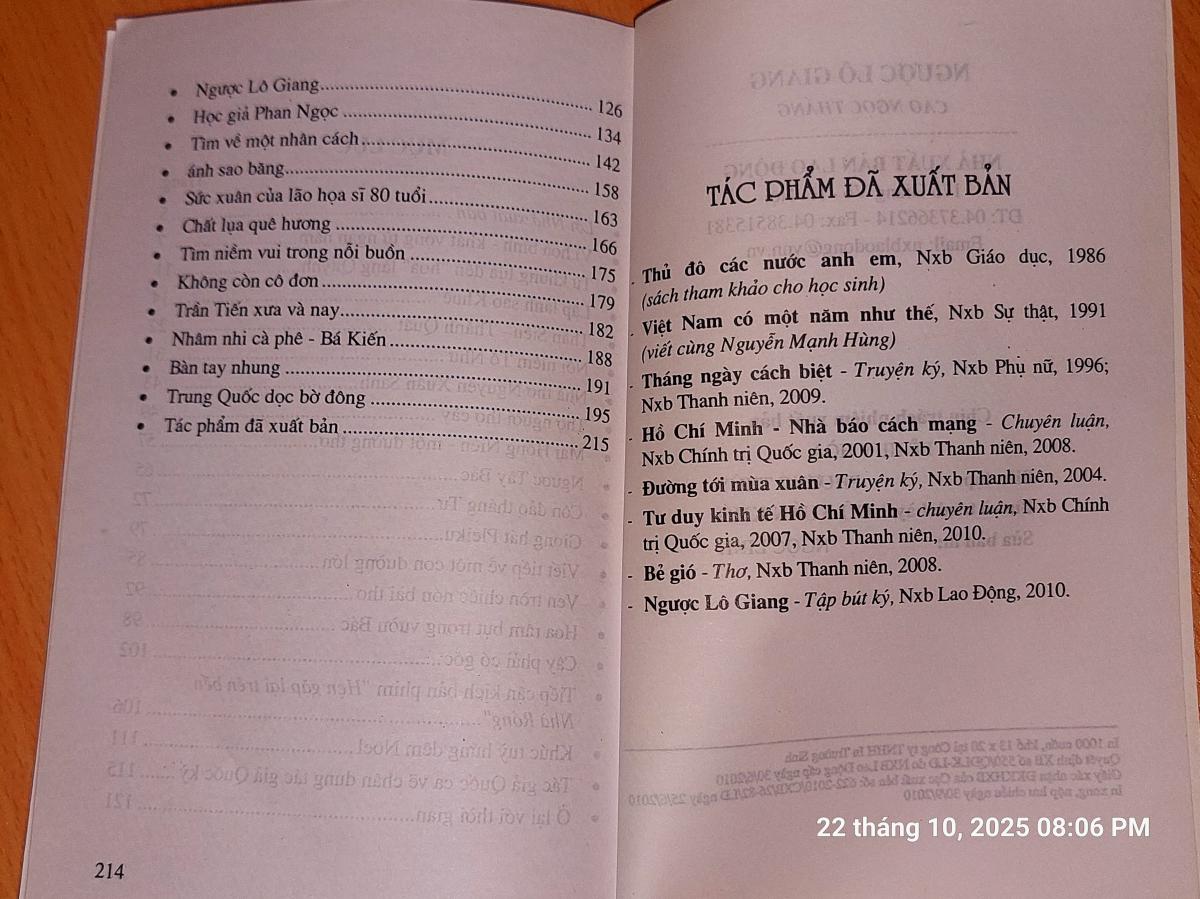 • Ngược Lô Giang........................................ 126
• Học giả Phan Ngọc .................................... 134
• Tìm về một nhân cách .................................. 142
• ánh sao băng........................................... 158
• Sức xuân của lão họa sĩ 80 tuổi........................ 163
• Chất lụa quê hương .................................... 166
• Tìm niềm vui trong nỗi buồn ........................... 175
• Không còn cô đơn ...................................... 179
• Trần Tiến xưa và nay................................... 182
• Nhâm nhi cà phê - Bá Kiến ............................. 188
• Bàn tay nhung ......................................... 191
• Trung Quốc dọc bờ đông ................................ 195
• Tác phẩm đã xuất bản .................................. 215
214
TÁC PHẨM ĐÃ XUẤT BẢN
- Thủ đô các nước anh em, Nxb Giáo dục, 1986
(sách tham khảo cho học sinh)
- Việt Nam có một năm như thế, Nxb Sự thật, 1991
(viết cùng Nguyễn Mạnh Hùng)
- Tháng ngày cách biệt - Truyện ký, Nxb Phụ nữ, 1996;
Nxb Thanh niên, 2009.
- Hồ Chí Minh - Nhà báo cách mạng - Chuyên luận,
Nxb Chính trị Quốc gia, 2001, Nxb Thanh niên, 2008.
- Đường tới mùa xuân - Truyện ký, Nxb Thanh niên, 2004.
- Tư duy kinh tế Hồ Chí Minh - chuyên luận, Nxb Chính
trị Quốc gia, 2007, Nxb Thanh niên, 2010.
- Bẻ gió - Thơ, Nxb Thanh niên, 2008.
- Ngược Lô Giang - Tập bút ký, Nxb Lao Động, 2010.
22 tháng 10, 2025 08:06 PM